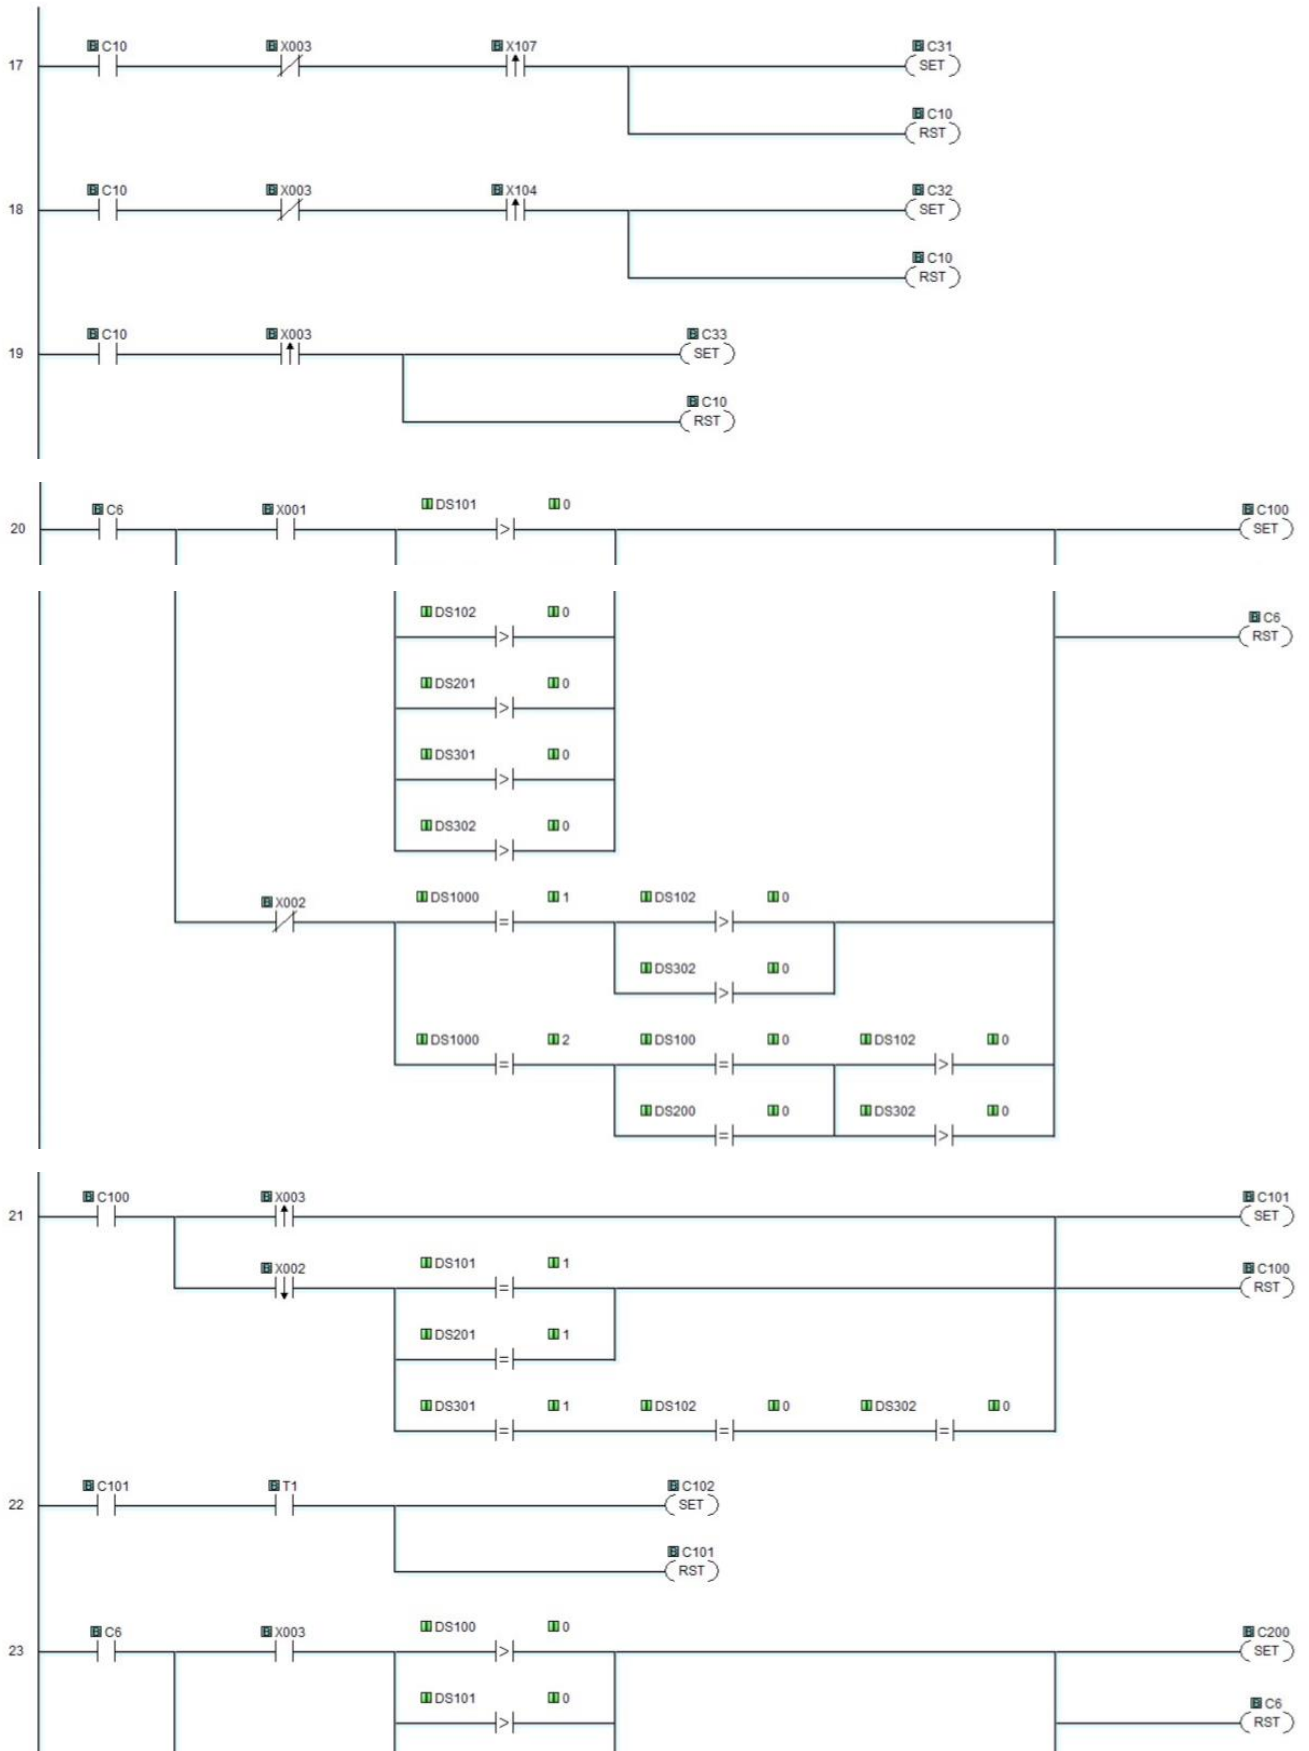 C10 X003 X107 C31
17 SET
C10
RST
C10 X003 X104 C32
18 SET
C10
RST
C10 X003 C33
19 SET
C10
RST
C6 X001 DS101 0 C100
20 > SET
DS102 0 C6
> RST
DS201 0
>
DS301 0
>
DS302 0
>
X002 DS1000 1 DS102 0
= >
DS302 0
>
DS1000 2 DS100 0 DS102 0
= = >
DS200 0 DS302 0
= >
C100 X003 C101
21 SET
X002 DS101 1 C100
= RST
DS201 1
=
DS301 1 DS102 0 DS302 0
= = =
C101 T1 C102
22 SET
C101
RST
C6 X003 DS100 0 C200
23 > SET
DS101 0 C6
> RST